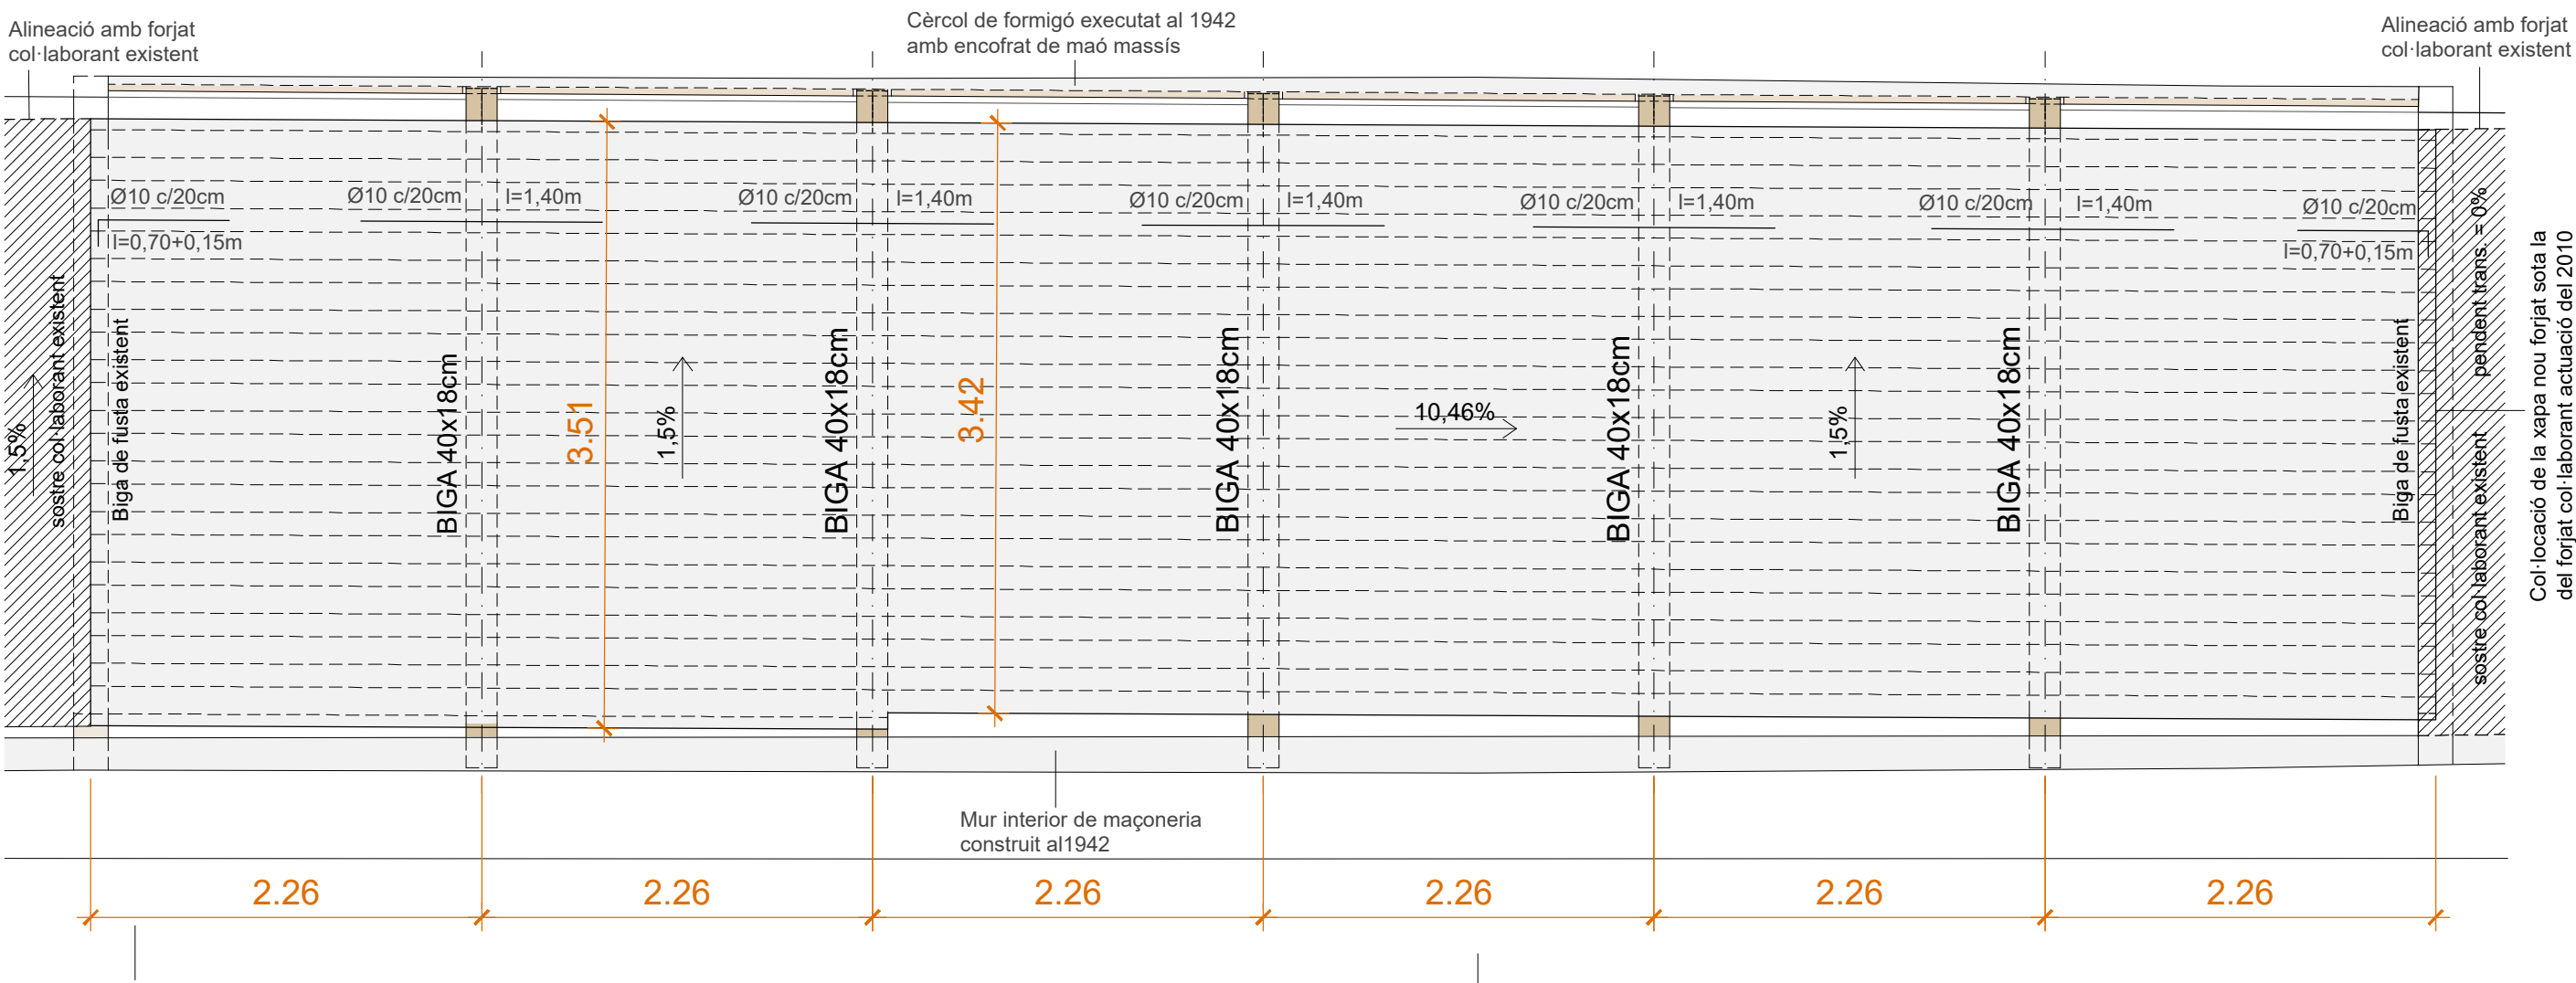 Alineació amb forjat
col·laborant existent
Cèrcol de formigó executat al 1942
amb encofrat de maó massís
Alineació amb forjat
col·laborant existent
Ø10 c/20cm
l=0,70+0,15m
Ø10 c/20cm
l=1,40m
Ø10 c/20cm
l=1,40m
Ø10 c/20cm
l=1,40m
Ø10 c/20cm
l=1,40m
Ø10 c/20cm
l=1,40m
Ø10 c/20cm
l=0,70+0,15m
1,5%
sostre col·laborant existent
Biga de fusta existent
BIGA 40x18cm
3.51
1,5%
BIGA 40x18cm
3.42
BIGA 40x18cm
10,46%
BIGA 40x18cm
1,5%
BIGA 40x18cm
Biga de fusta existent
pendent trans. = 0%
sostre col·laborant existent
Col·locació de la xapa nou forjat sota la
del forjat col·laborant actuació del 2010
Mur interior de maçoneria
construit al1942
2.26
2.26
2.26
2.26
2.26
2.26